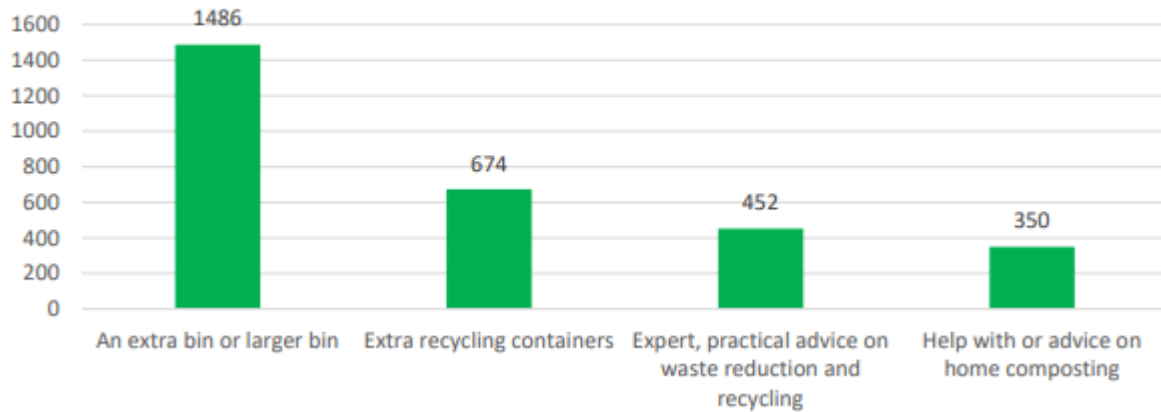 1600
1400
1200
1000
800
600
400
200
0
1486
674
452
350
An extra bin or larger bin
Extra recycling containers
Expert, practical advice on
waste reduction and
recycling
Help with or advice on
home composting